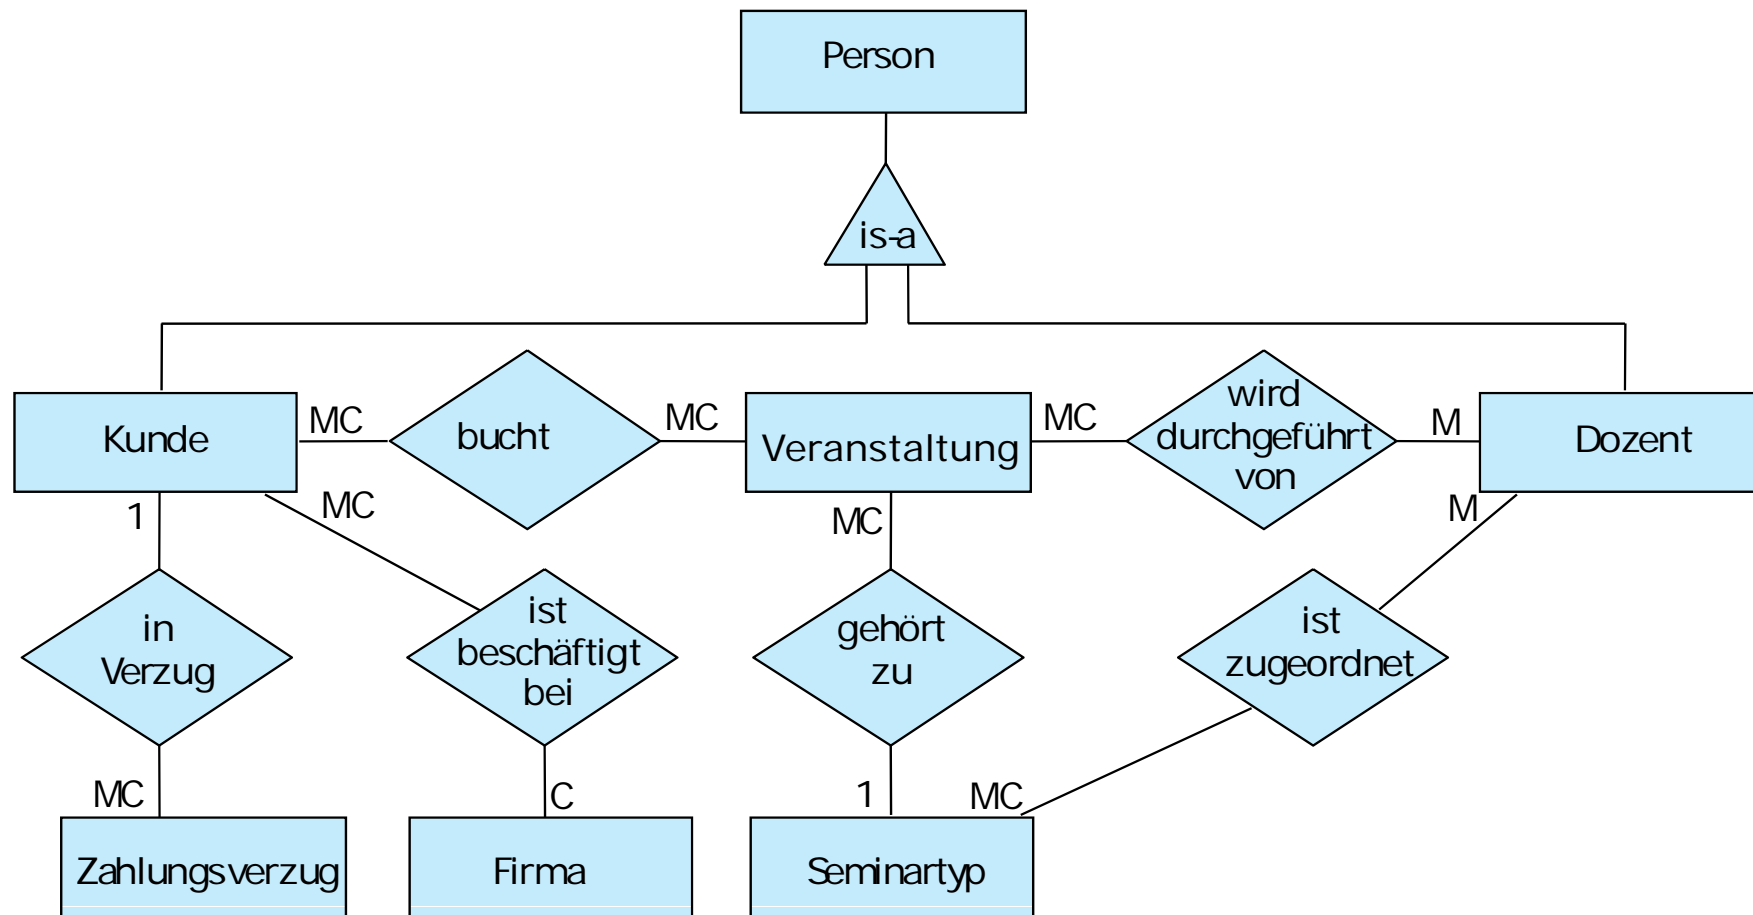 Person
is-a
Kunde
MC
bucht
MC
Veranstaltung
MC
wird
durchgeführt
von
M
Dozent
1
MC
MC
M
in
Verzug
ist
beschäftigt
bei
gehört
zu
ist
zugeordnet
MC
C
1
MC
Zahlungsverzug
Firma
Seminartyp